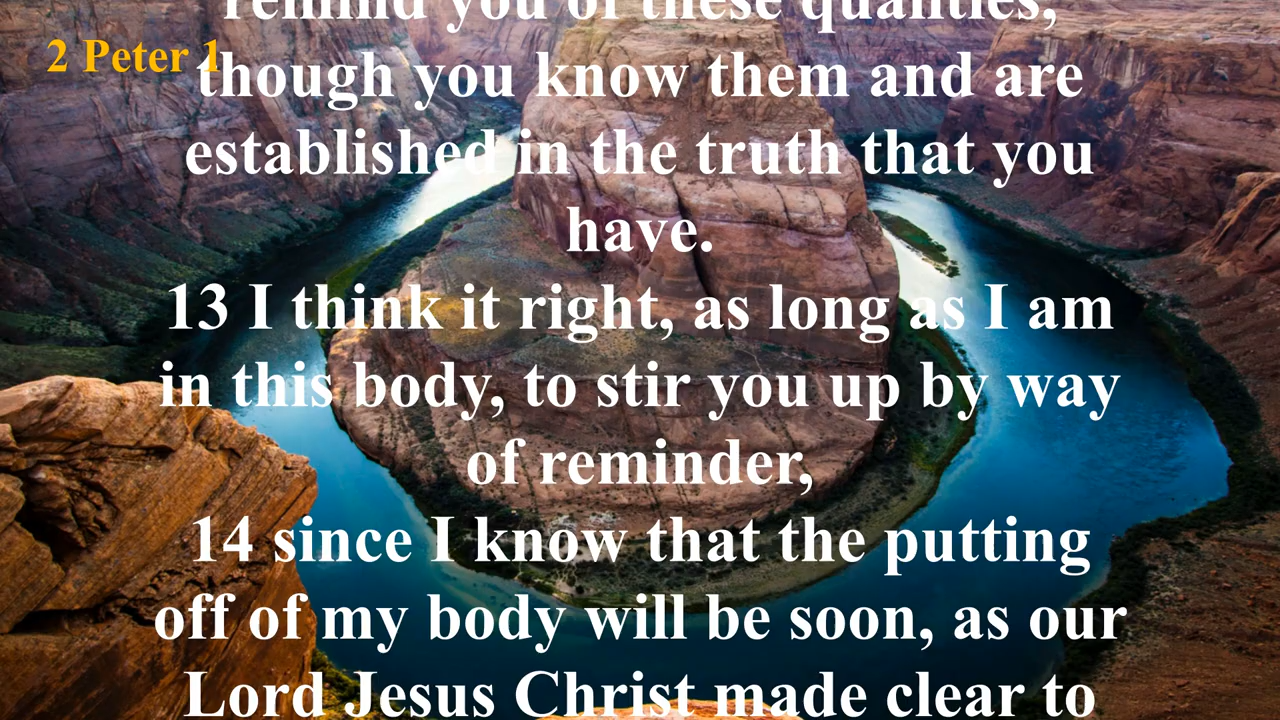 remind you of these qualities,
2 Peter 1
though you know them and are
established in the truth that you
have.
13 I think it right, as long as I am
in this body, to stir you up by way
of reminder,
14 since I know that the putting
off of my body will be soon, as our
Lord Jesus Christ made clear to